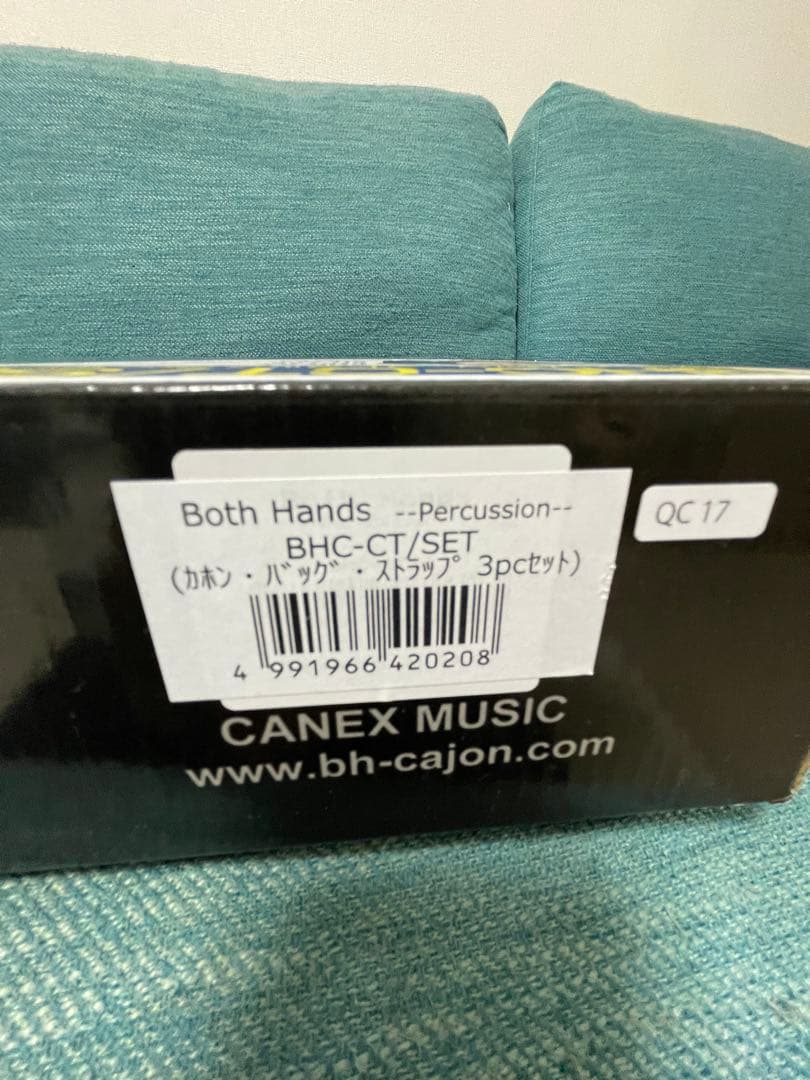 Both Hands --Percussion--
BHC-CT/SET
(ｶﾎﾝ・ﾊﾞｯｸﾞ・ｽﾄﾗｯﾌﾟ 3pcｾｯﾄ)
4 991966 420208
QC 17
CANEX MUSIC
www.bh-cajon.com